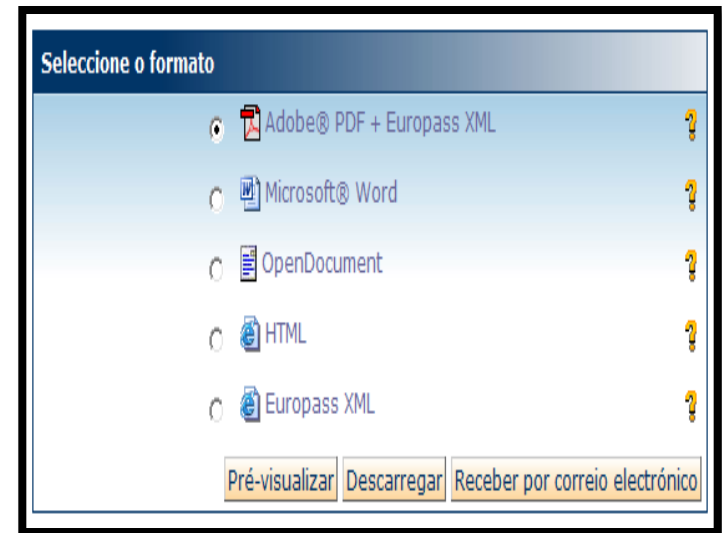 Seleccione o formato
Adobe® PDF + Europass XML
Microsoft® Word
OpenDocument
HTML
Europass XML
Pré-visualizar Descarregar Receber por correio electrónico